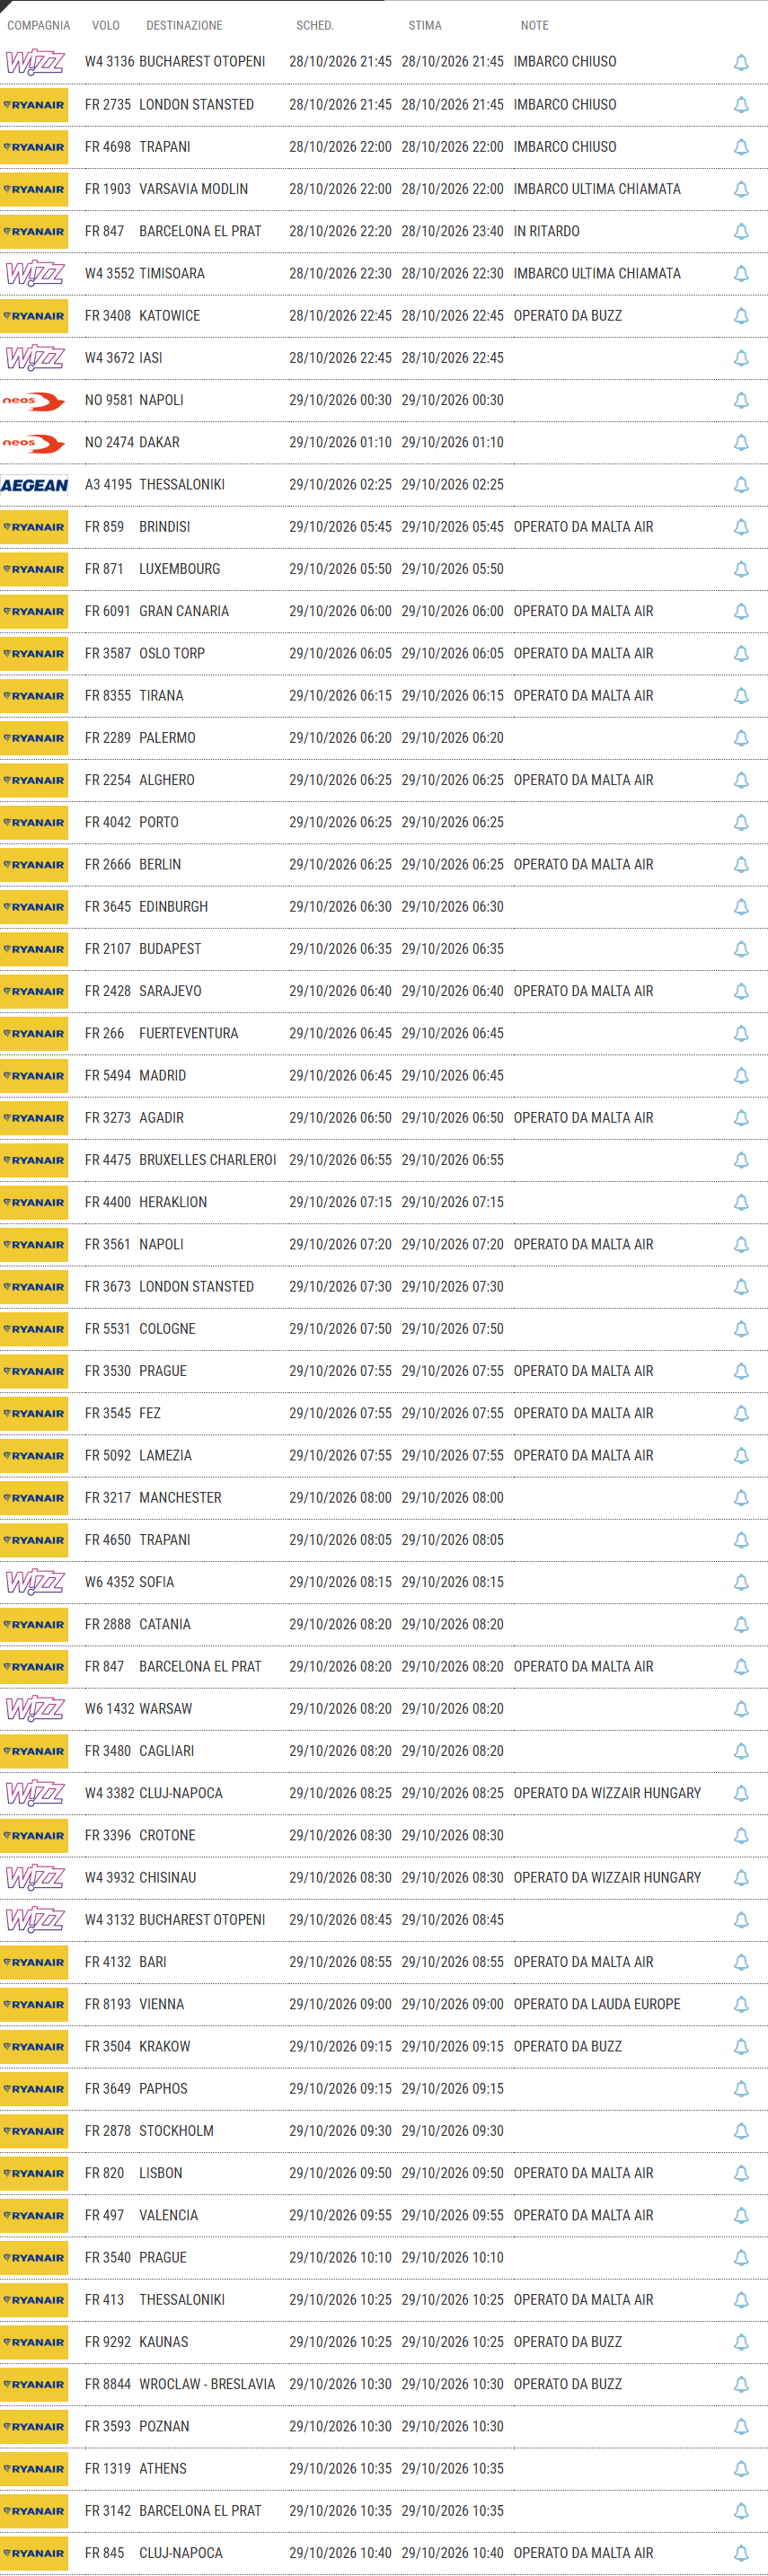 COMPAGNIA VOLO DESTINAZIONE SCHED. STIMA NOTE
WIZZ W4 3136 BUCHAREST OTOPENI 28/10/2026 21:45 28/10/2026 21:45 IMBARCO CHIUSO
RYANAIR FR 2735 LONDON STANSTED 28/10/2026 21:45 28/10/2026 21:45 IMBARCO CHIUSO
RYANAIR FR 4698 TRAPANI 28/10/2026 22:00 28/10/2026 22:00 IMBARCO CHIUSO
RYANAIR FR 1903 VARSAVIA MODLIN 28/10/2026 22:00 28/10/2026 22:00 IMBARCO ULTIMA CHIAMATA
RYANAIR FR 847 BARCELONA EL PRAT 28/10/2026 22:20 28/10/2026 23:40 IN RITARDO
WIZZ W4 3552 TIMISOARA 28/10/2026 22:30 28/10/2026 22:30 IMBARCO ULTIMA CHIAMATA
RYANAIR FR 3408 KATOWICE 28/10/2026 22:45 28/10/2026 22:45 OPERATO DA BUZZ
WIZZ W4 3672 IASI 28/10/2026 22:45 28/10/2026 22:45
neos NO 9581 NAPOLI 29/10/2026 00:30 29/10/2026 00:30
neos NO 2474 DAKAR 29/10/2026 01:10 29/10/2026 01:10
AEGEAN A3 4195 THESSALONIKI 29/10/2026 02:25 29/10/2026 02:25
RYANAIR FR 859 BRINDISI 29/10/2026 05:45 29/10/2026 05:45 OPERATO DA MALTA AIR
RYANAIR FR 871 LUXEMBOURG 29/10/2026 05:50 29/10/2026 05:50
RYANAIR FR 6091 GRAN CANARIA 29/10/2026 06:00 29/10/2026 06:00 OPERATO DA MALTA AIR
RYANAIR FR 3587 OSLO TORP 29/10/2026 06:05 29/10/2026 06:05 OPERATO DA MALTA AIR
RYANAIR FR 8355 TIRANA 29/10/2026 06:15 29/10/2026 06:15 OPERATO DA MALTA AIR
RYANAIR FR 2289 PALERMO 29/10/2026 06:20 29/10/2026 06:20
RYANAIR FR 2254 ALGHERO 29/10/2026 06:25 29/10/2026 06:25 OPERATO DA MALTA AIR
RYANAIR FR 4042 PORTO 29/10/2026 06:25 29/10/2026 06:25
RYANAIR FR 2666 BERLIN 29/10/2026 06:25 29/10/2026 06:25 OPERATO DA MALTA AIR
RYANAIR FR 3645 EDINBURGH 29/10/2026 06:30 29/10/2026 06:30
RYANAIR FR 2107 BUDAPEST 29/10/2026 06:35 29/10/2026 06:35
RYANAIR FR 2428 SARAJEVO 29/10/2026 06:40 29/10/2026 06:40 OPERATO DA MALTA AIR
RYANAIR FR 266 FUERTEVENTURA 29/10/2026 06:45 29/10/2026 06:45
RYANAIR FR 5494 MADRID 29/10/2026 06:45 29/10/2026 06:45
RYANAIR FR 3273 AGADIR 29/10/2026 06:50 29/10/2026 06:50 OPERATO DA MALTA AIR
RYANAIR FR 4475 BRUXELLES CHARLEROI 29/10/2026 06:55 29/10/2026 06:55
RYANAIR FR 4400 HERAKLION 29/10/2026 07:15 29/10/2026 07:15
RYANAIR FR 3561 NAPOLI 29/10/2026 07:20 29/10/2026 07:20 OPERATO DA MALTA AIR
RYANAIR FR 3673 LONDON STANSTED 29/10/2026 07:30 29/10/2026 07:30
RYANAIR FR 5531 COLOGNE 29/10/2026 07:50 29/10/2026 07:50
RYANAIR FR 3530 PRAGUE 29/10/2026 07:55 29/10/2026 07:55 OPERATO DA MALTA AIR
RYANAIR FR 3545 FEZ 29/10/2026 07:55 29/10/2026 07:55 OPERATO DA MALTA AIR
RYANAIR FR 5092 LAMEZIA 29/10/2026 07:55 29/10/2026 07:55 OPERATO DA MALTA AIR
RYANAIR FR 3217 MANCHESTER 29/10/2026 08:00 29/10/2026 08:00
RYANAIR FR 4650 TRAPANI 29/10/2026 08:05 29/10/2026 08:05
WIZZ W6 4352 SOFIA 29/10/2026 08:15 29/10/2026 08:15
RYANAIR FR 2888 CATANIA 29/10/2026 08:20 29/10/2026 08:20
RYANAIR FR 847 BARCELONA EL PRAT 29/10/2026 08:20 29/10/2026 08:20 OPERATO DA MALTA AIR
WIZZ W6 1432 WARSAW 29/10/2026 08:20 29/10/2026 08:20
RYANAIR FR 3480 CAGLIARI 29/10/2026 08:20 29/10/2026 08:20
WIZZ W4 3382 CLUJ-NAPOCA 29/10/2026 08:25 29/10/2026 08:25 OPERATO DA WIZZAIR HUNGARY
RYANAIR FR 3396 CROTONE 29/10/2026 08:30 29/10/2026 08:30
WIZZ W4 3932 CHISINAU 29/10/2026 08:30 29/10/2026 08:30 OPERATO DA WIZZAIR HUNGARY
WIZZ W4 3132 BUCHAREST OTOPENI 29/10/2026 08:45 29/10/2026 08:45
RYANAIR FR 4132 BARI 29/10/2026 08:55 29/10/2026 08:55 OPERATO DA MALTA AIR
RYANAIR FR 8193 VIENNA 29/10/2026 09:00 29/10/2026 09:00 OPERATO DA LAUDA EUROPE
RYANAIR FR 3504 KRAKOW 29/10/2026 09:15 29/10/2026 09:15 OPERATO DA BUZZ
RYANAIR FR 3649 PAPHOS 29/10/2026 09:15 29/10/2026 09:15
RYANAIR FR 2878 STOCKHOLM 29/10/2026 09:30 29/10/2026 09:30
RYANAIR FR 820 LISBON 29/10/2026 09:50 29/10/2026 09:50 OPERATO DA MALTA AIR
RYANAIR FR 497 VALENCIA 29/10/2026 09:55 29/10/2026 09:55 OPERATO DA MALTA AIR
RYANAIR FR 3540 PRAGUE 29/10/2026 10:10 29/10/2026 10:10
RYANAIR FR 413 THESSALONIKI 29/10/2026 10:25 29/10/2026 10:25 OPERATO DA MALTA AIR
RYANAIR FR 9292 KAUNAS 29/10/2026 10:25 29/10/2026 10:25 OPERATO DA BUZZ
RYANAIR FR 8844 WROCLAW - BRESLAVIA 29/10/2026 10:30 29/10/2026 10:30 OPERATO DA BUZZ
RYANAIR FR 3593 POZNAN 29/10/2026 10:30 29/10/2026 10:30
RYANAIR FR 1319 ATHENS 29/10/2026 10:35 29/10/2026 10:35
RYANAIR FR 3142 BARCELONA EL PRAT 29/10/2026 10:35 29/10/2026 10:35
RYANAIR FR 845 CLUJ-NAPOCA 29/10/2026 10:40 29/10/2026 10:40 OPERATO DA MALTA AIR